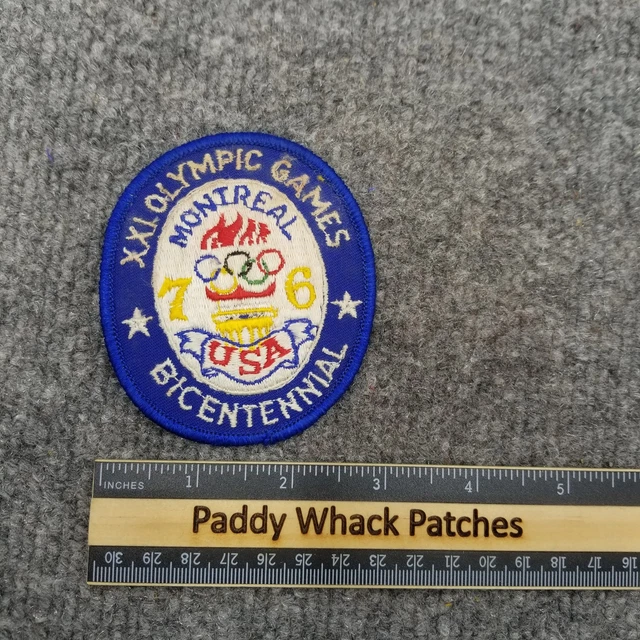 XXI OLYMPIC GAMES
MONTREAL
7 6
USA
BICENTENNIAL
INCHES 1 2 3 4 5
Paddy Whack Patches
30 29 28 27 26 25 24 23 22 21 20 19 18 17 16